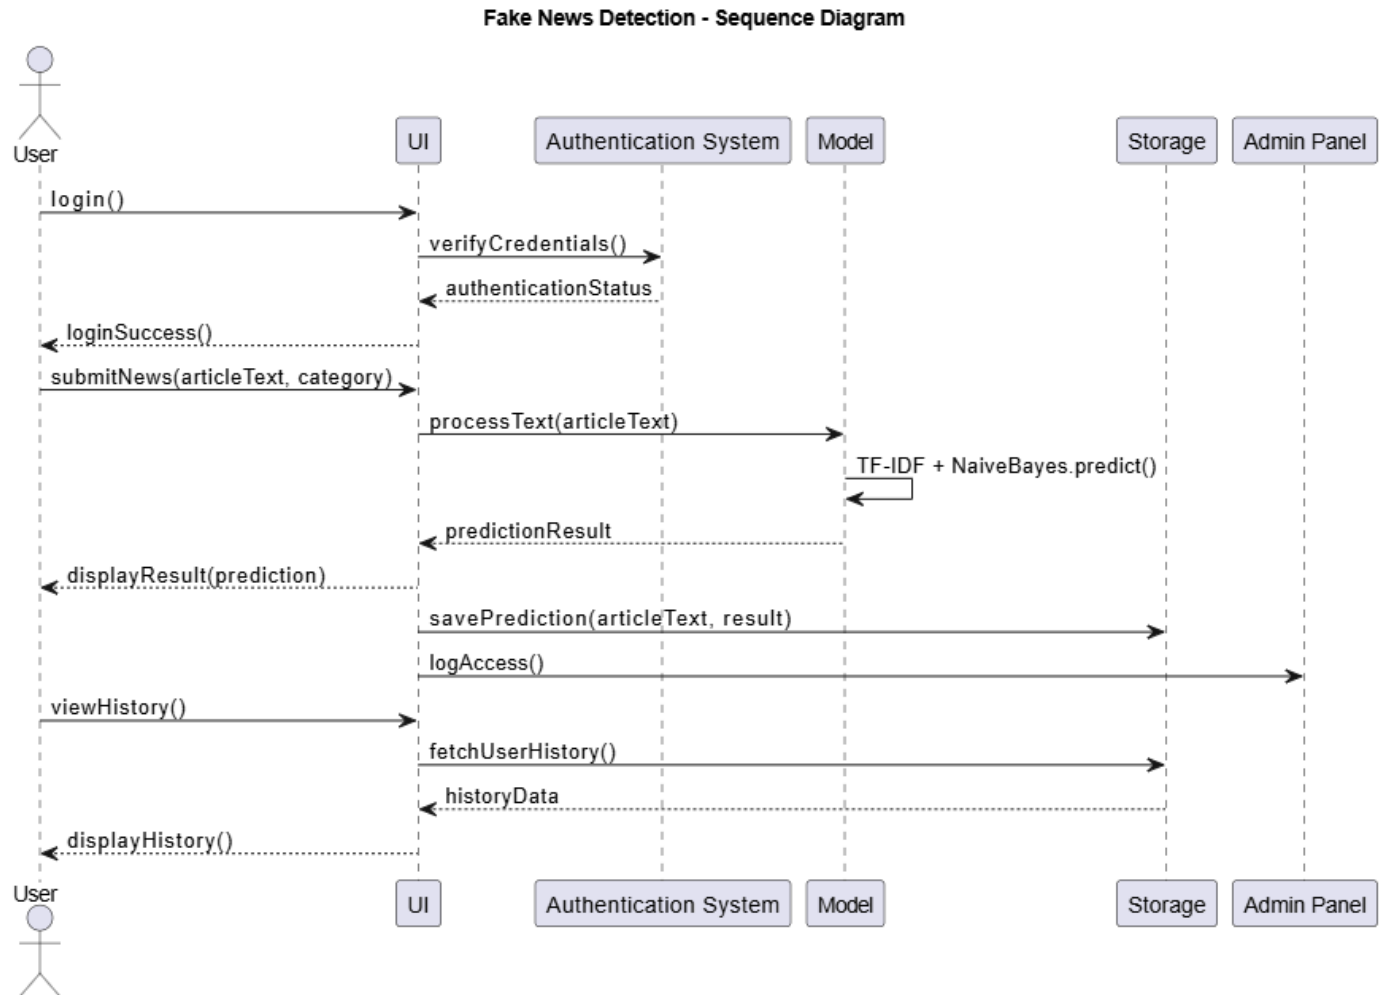 Fake News Detection - Sequence Diagram
User
UI
Authentication System
Model
Storage
Admin Panel
login()
verifyCredentials()
authenticationStatus
loginSuccess()
submitNews(articleText, category)
processText(articleText)
TF-IDF + NaiveBayes.predict()
predictionResult
displayResult(prediction)
savePrediction(articleText, result)
logAccess()
viewHistory()
fetchUserHistory()
historyData
displayHistory()
User
UI
Authentication System
Model
Storage
Admin Panel